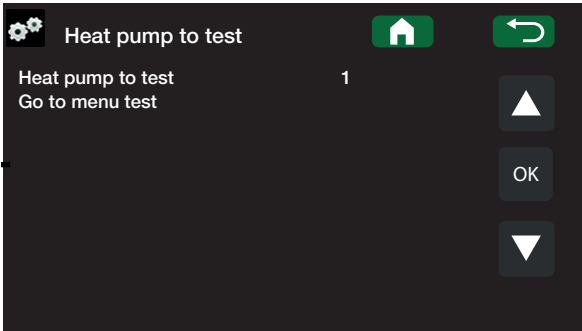 Heat pump to test
Heat pump to test 1
Go to menu test
OK